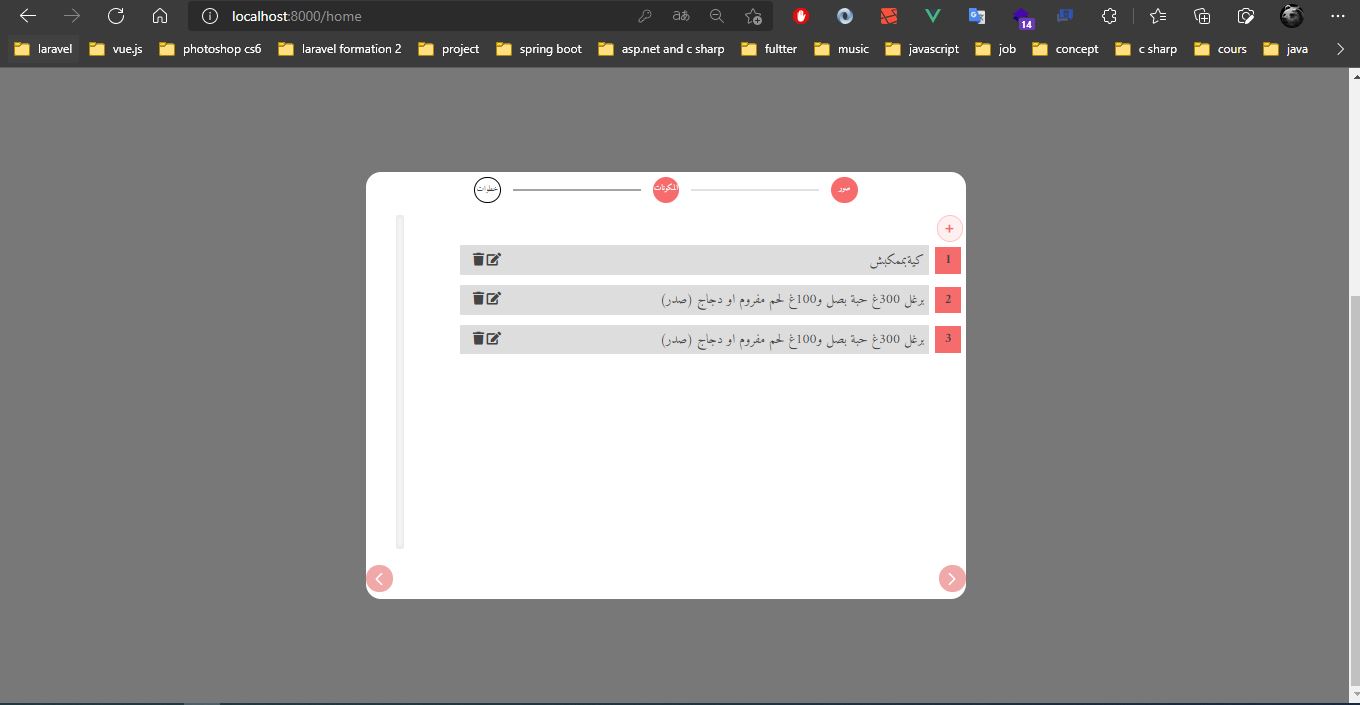 localhost:8000/home
14
laravel
vue.js
photoshop cs6
laravel formation 2
project
spring boot
asp.net and c sharp
fultter
music
javascript
job
concept
c sharp
cours
java
صور
المكونات
خطوات
+
1
كيةبممكبش
2
برغل 300غ حبة بصل و100غ لحم مفروم او دجاج (صدر)
3
برغل 300غ حبة بصل و100غ لحم مفروم او دجاج (صدر)